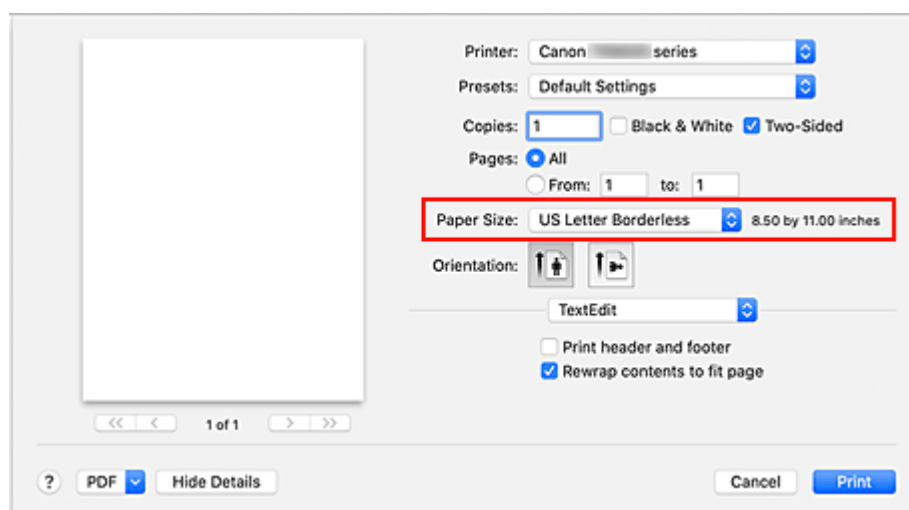 Printer: Canon series
Presets: Default Settings
Copies: 1 Black & White Two-Sided
Pages: All
From: 1 to: 1
Paper Size: US Letter Borderless 8.50 by 11.00 inches
Orientation:
TextEdit
Print header and footer
Rewrap contents to fit page
<< < 1 of 1 > >>
? PDF Hide Details Cancel Print